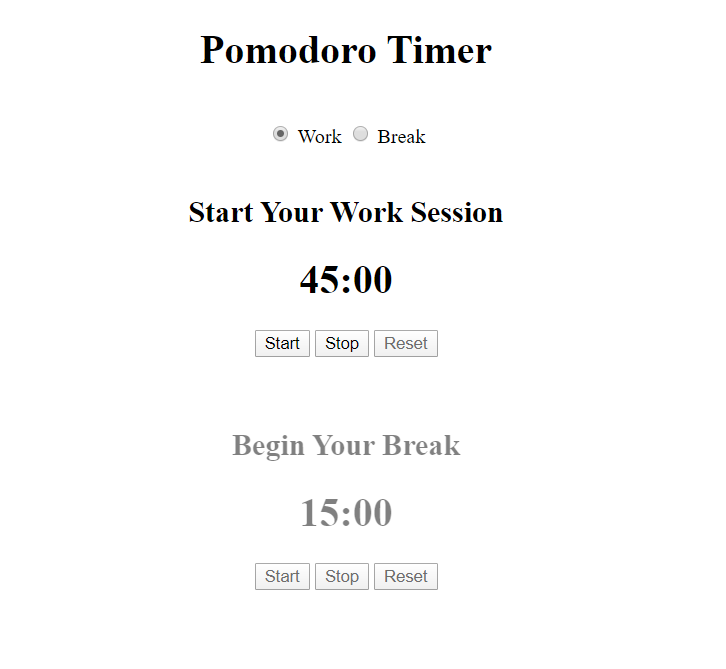 Pomodoro Timer
Work Break
Start Your Work Session
45:00
Start Stop Reset
Begin Your Break
15:00
Start Stop Reset